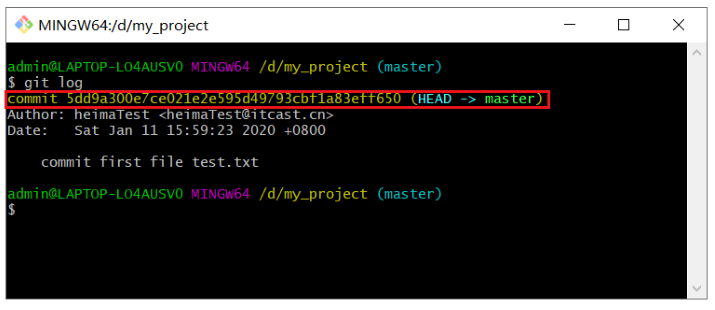 MINGW64:/d/my_project
admin@LAPTOP-LO4AUSV0 MINGW64 /d/my_project (master)
$ git log
commit 5dd9a300e7ce021e2e595d49793cbf1a83eff650 (HEAD -> master)
Author: heimaTest <heimaTest@itcast.cn>
Date:   Sat Jan 11 15:59:23 2020 +0800
    commit first file test.txt
admin@LAPTOP-LO4AUSV0 MINGW64 /d/my_project (master)
$